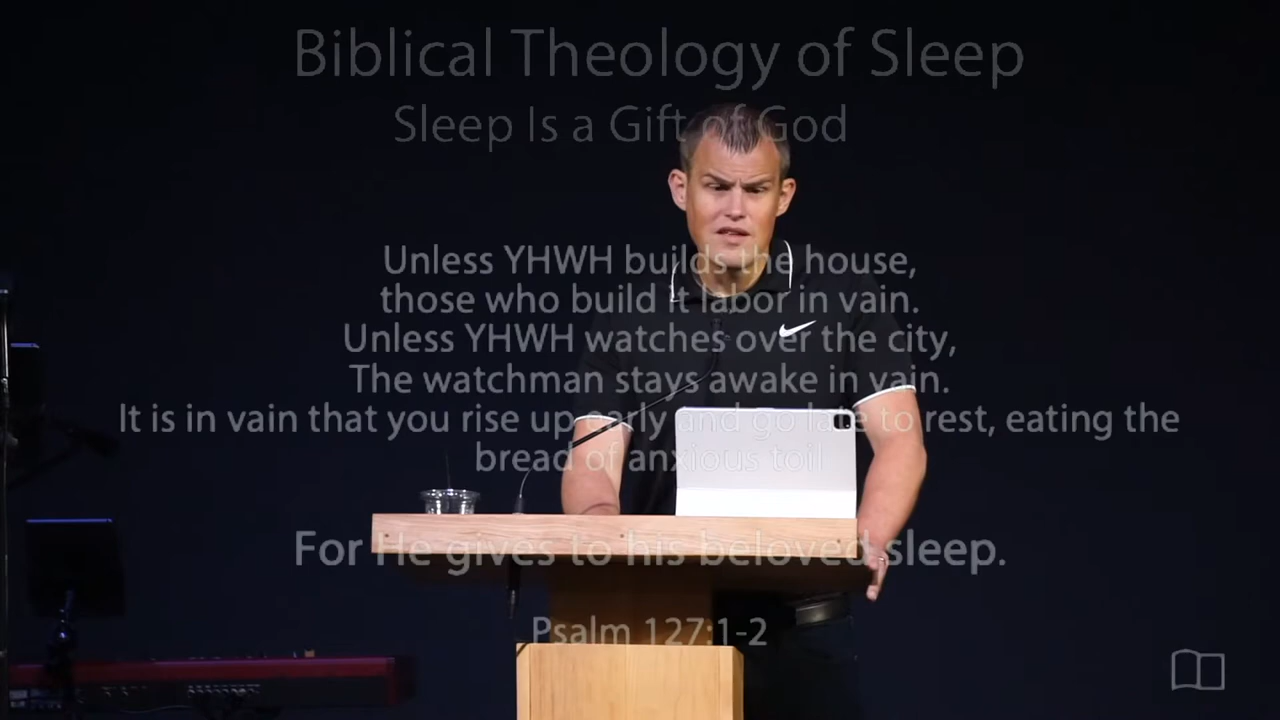 Biblical Theology of Sleep
Sleep Is a Gift of God
Unless YHWH builds the house,
those who build it labor in vain.
Unless YHWH watches over the city,
The watchman stays awake in vain.
It is in vain that you rise up early and go late to rest, eating the
bread of anxious toil
For He gives to his beloved sleep.
Psalm 127:1-2